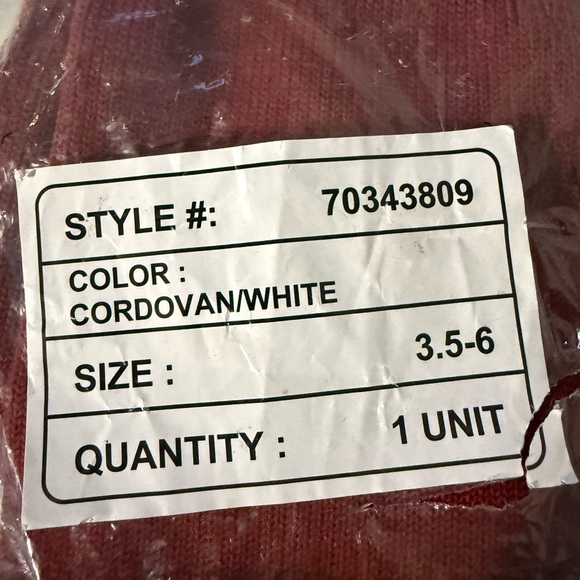 STYLE #: 70343809
COLOR :
CORDOVAN/WHITE
SIZE : 3.5-6
QUANTITY : 1 UNIT